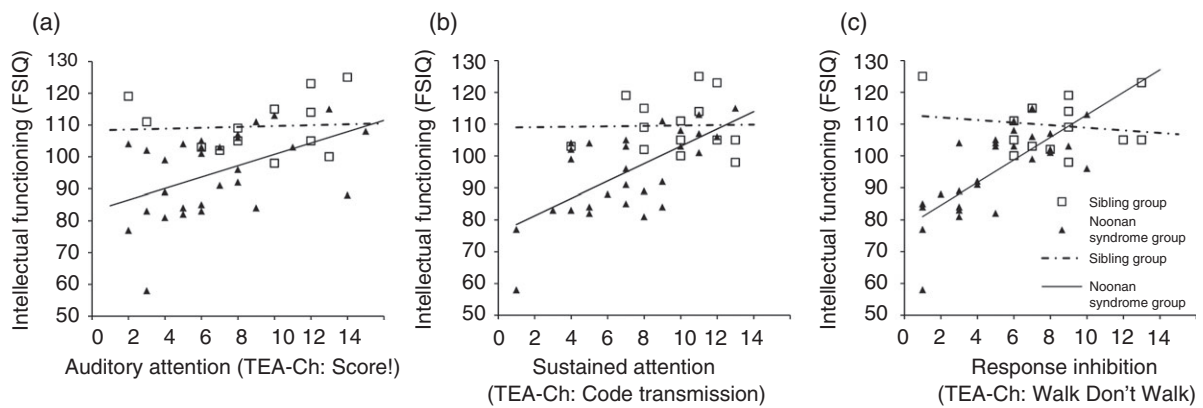 (a)
Intellectual functioning (FSIQ)
130
120
110
100
90
80
70
60
50
0 2 4 6 8 10 12 14
Auditory attention (TEA-Ch: Score!)
(b)
Intellectual functioning (FSIQ)
130
120
110
100
90
80
70
60
50
0 2 4 6 8 10 12 14
Sustained attention
(TEA-Ch: Code transmission)
(c)
Intellectual functioning (FSIQ)
130
120
110
100
90
80
70
60
50
0 2 4 6 8 10 12 14
Response inhibition
(TEA-Ch: Walk Don't Walk)
Sibling group
Noonan
syndrome group
Sibling group
Noonan
syndrome group